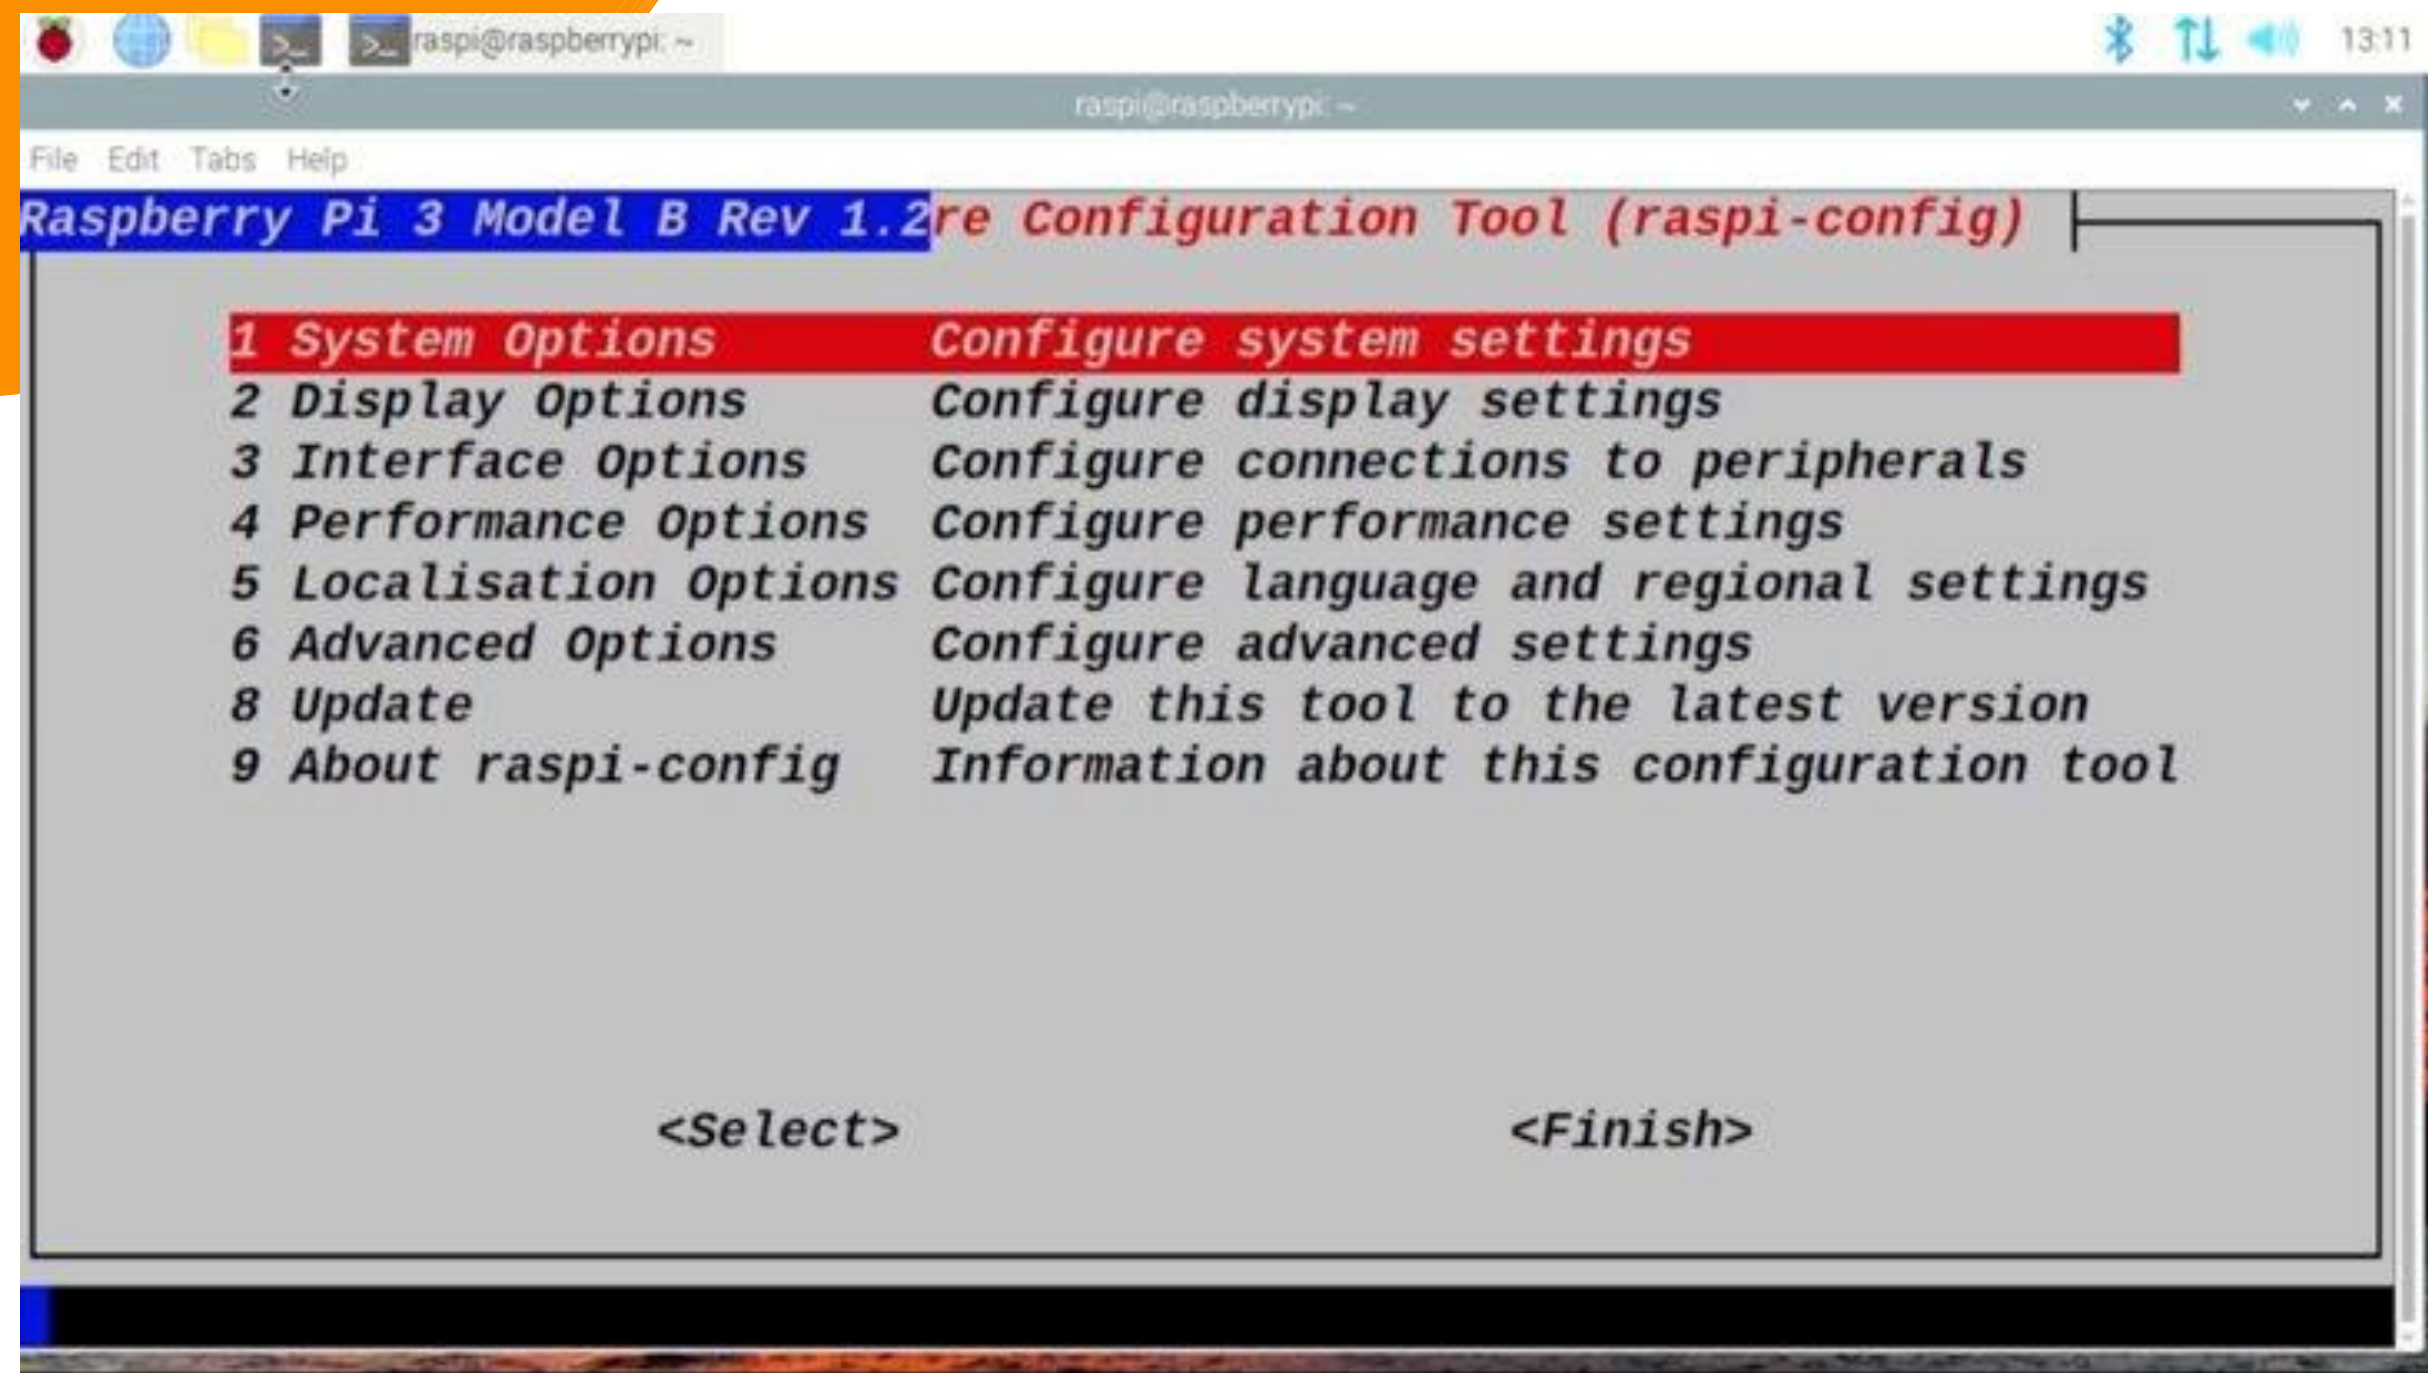 raspi@raspberrypi: ~
13:11
raspi@raspberrypi: ~
File Edit Tabs Help
Raspberry Pi 3 Model B Rev 1.2re Configuration Tool (raspi-config)
1 System Options Configure system settings
2 Display Options Configure display settings
3 Interface Options Configure connections to peripherals
4 Performance Options Configure performance settings
5 Localisation Options Configure language and regional settings
6 Advanced Options Configure advanced settings
8 Update Update this tool to the latest version
9 About raspi-config Information about this configuration tool
<Select> <Finish>